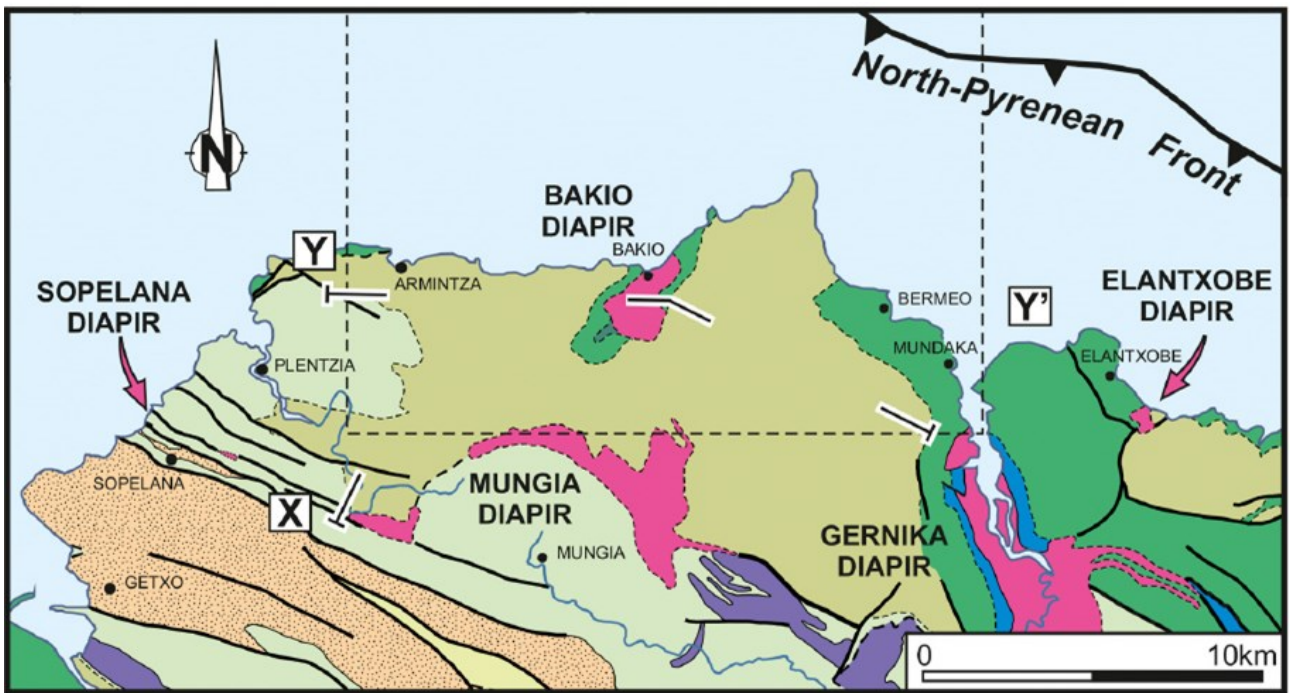 North-Pyrenean Front
N
BAKIO
DIAPIR
BAKIO
Y
ARMINTZA
SOPELANA
DIAPIR
ELANTXOBE
DIAPIR
BERMEO
Y'
MUNDAKA
ELANTXOBE
PLENTZIA
SOPELANA
X
MUNGIA
DIAPIR
GERNIKA
DIAPIR
MUNGIA
GETXO
0 10km